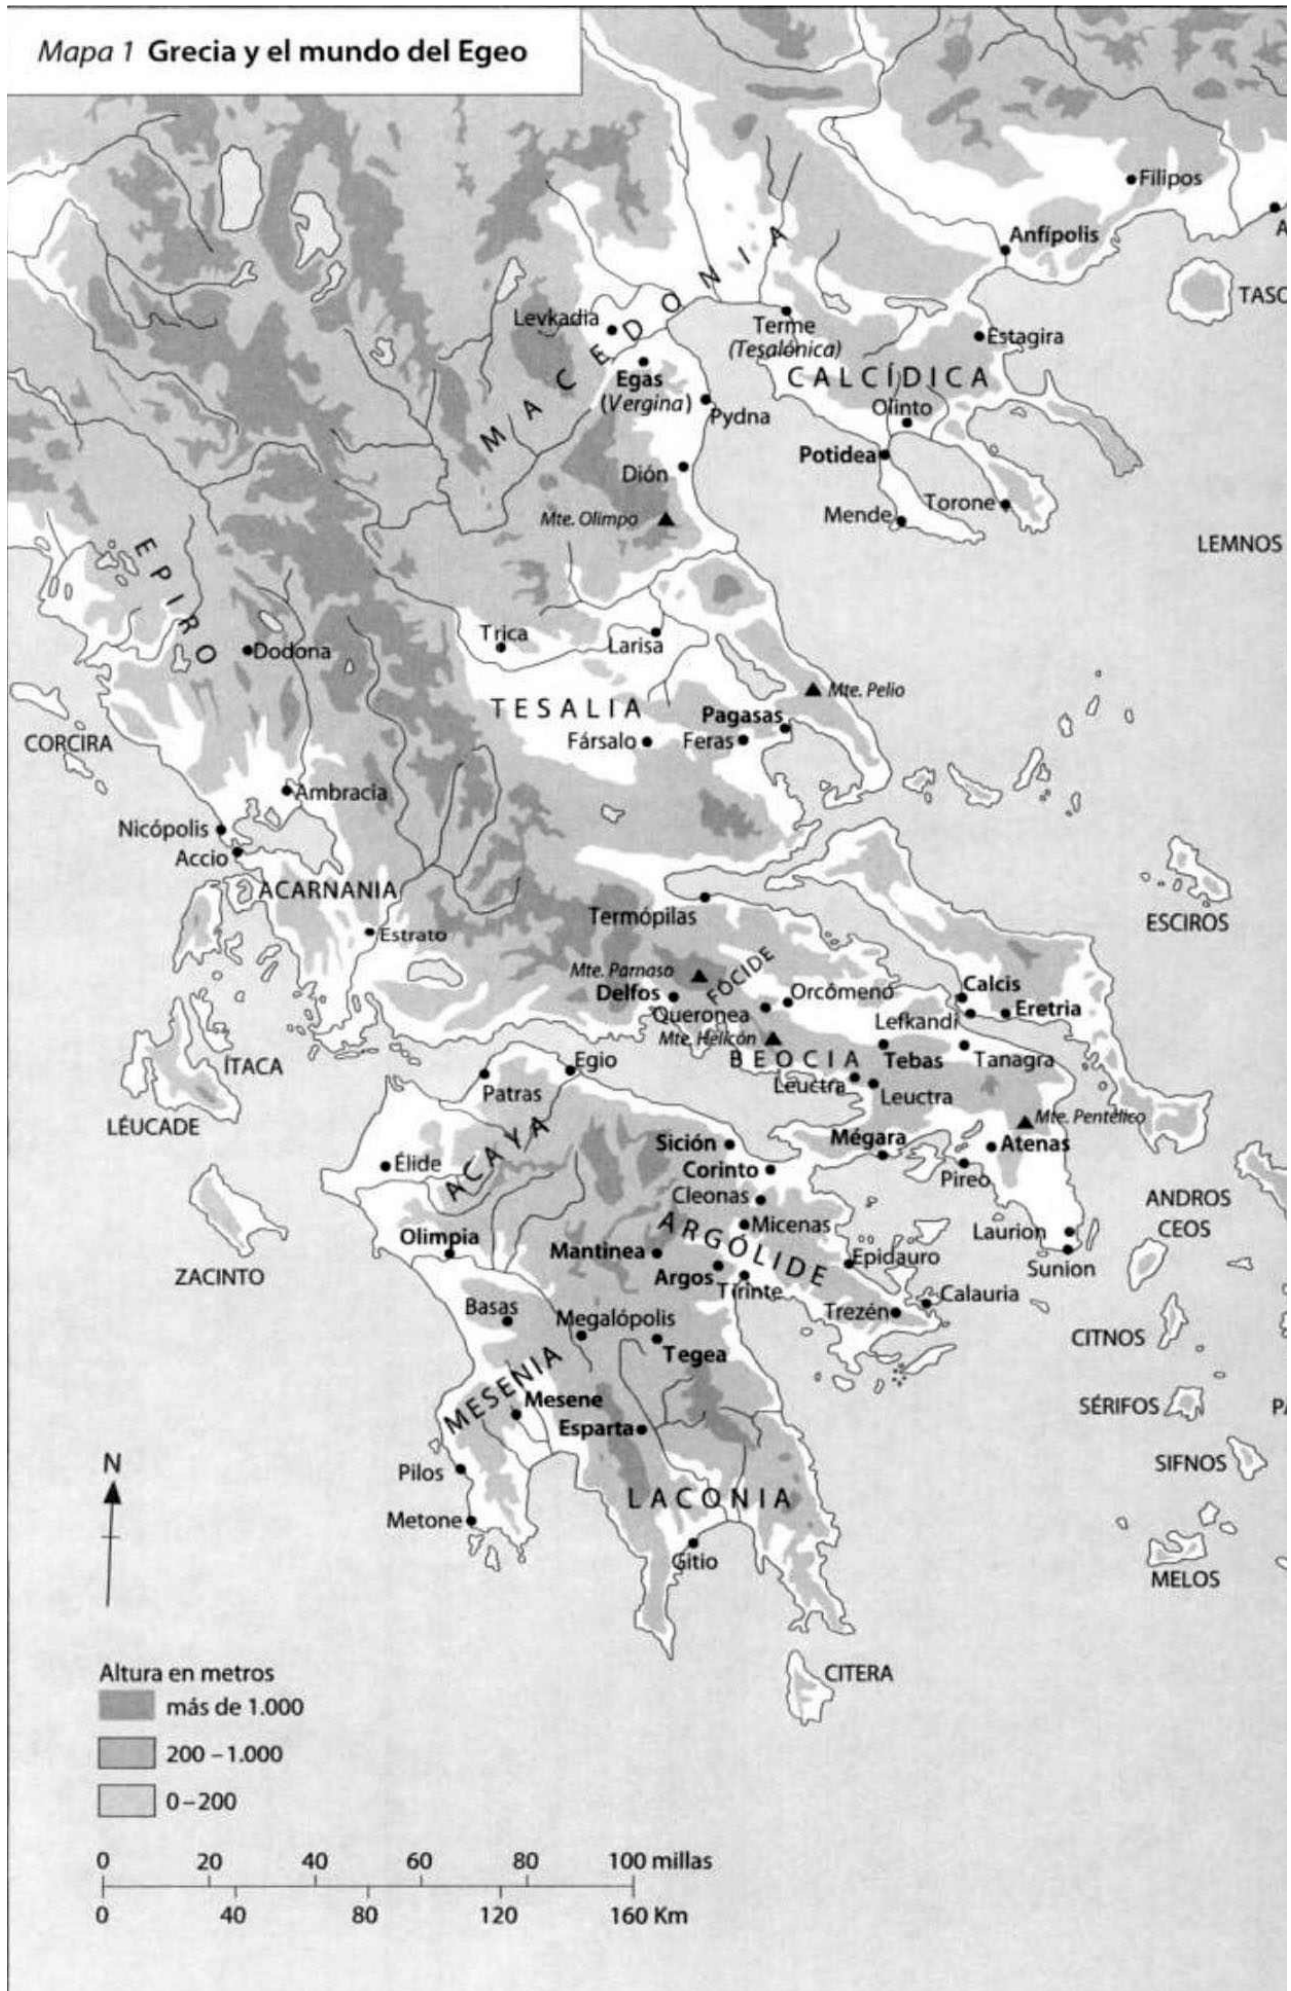 Mapa 1 Grecia y el mundo del Egeo
Filipos
A
Anfípolis
TASO
MACEDONIA
Levkadia
Terme
(Tesalónica)
Estagira
Egas
(Vergina)
CALCÍDICA
Pydna
Olinto
Potidea
Dión
Torone
Mende
Mte. Olimpo
LEMNOS
EPIRO
Trica
Larisa
Dodona
Mte. Pelio
TESALIA
Pagasas
CORCIRA
Fársalo
Feras
Ambracia
Nicópolis
Accio
ACARNANIA
Termópilas
ESCIROS
Estrato
Mte. Parnaso
FÓCIDE
Delfos
Orcómeno
Calcis
Queronea
Lefkandi
Eretria
Mte. Helicón
BEOCIA
Tebas
Tanagra
ÍTACA
Egio
Patras
Leuctra
Leuctra
LÉUCADE
Mte. Pentélico
ACAYA
Sición
Mégara
Atenas
Élide
Corinto
Pireo
Cleonas
ANDROS
Micenas
CEOS
ARGÓLIDE
Laurion
Olimpia
Mantinea
Epidauro
Sunion
ZACINTO
Argos
Tirinte
Calauria
Basas
Megalópolis
Trezén
CITNOS
Tegea
MESENIA
Mesene
SÉRIFOS
PA
Esparta
N
SIFNOS
Pilos
LACONIA
Metone
Gitio
MELOS
CITERA
Altura en metros
más de 1.000
200 – 1.000
0 – 200
0 20 40 60 80 100 millas
0 40 80 120 160 Km